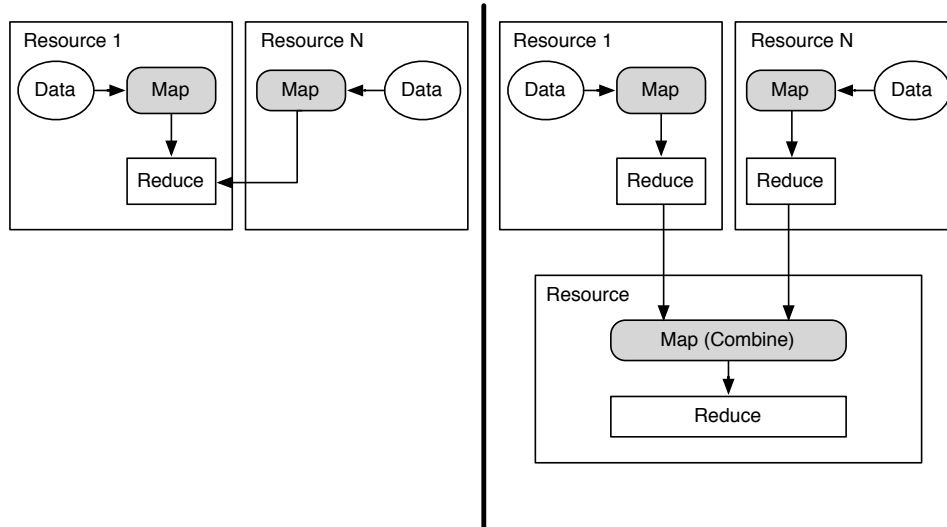 Resource 1
Resource N
Data
Map
Map
Data
Reduce
Resource 1
Resource N
Data
Map
Map
Data
Reduce
Reduce
Resource
Map (Combine)
Reduce